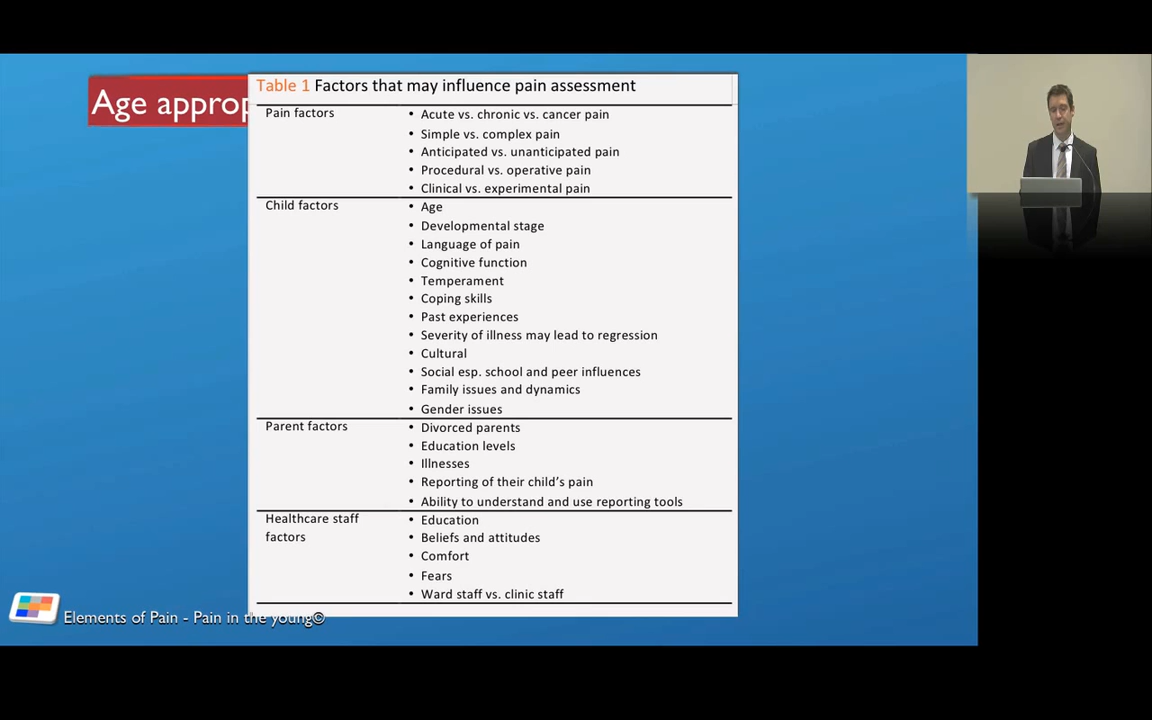 Age approp
Table 1 Factors that may influence pain assessment
Pain factors
• Acute vs. chronic vs. cancer pain
• Simple vs. complex pain
• Anticipated vs. unanticipated pain
• Procedural vs. operative pain
• Clinical vs. experimental pain
Child factors
• Age
• Developmental stage
• Language of pain
• Cognitive function
• Temperament
• Coping skills
• Past experiences
• Severity of illness may lead to regression
• Cultural
• Social esp. school and peer influences
• Family issues and dynamics
• Gender issues
Parent factors
• Divorced parents
• Education levels
• Illnesses
• Reporting of their child's pain
• Ability to understand and use reporting tools
Healthcare staff
factors
• Education
• Beliefs and attitudes
• Comfort
• Fears
• Ward staff vs. clinic staff
Elements of Pain - Pain in the young©